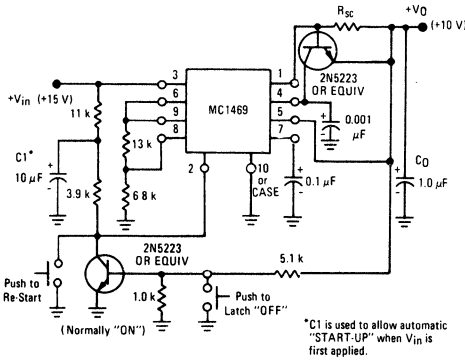 RSC
+VO
(+10 V)
2N5223
OR EQUIV
3
1
+Vin (+15 V)
6
4
MC1469
9
5
11 k
8
7
0.001
µF
13 k
2
10
or
CASE
C1*
10 µF
0.1 µF
CO
1.0 µF
3.9 k
6.8 k
2N5223
OR EQUIV
5.1 k
Push to
Re-Start
1.0 k
Push to
Latch "OFF"
(Normally "ON")
*C1 is used to allow automatic
"START-UP" when Vin is
first applied.